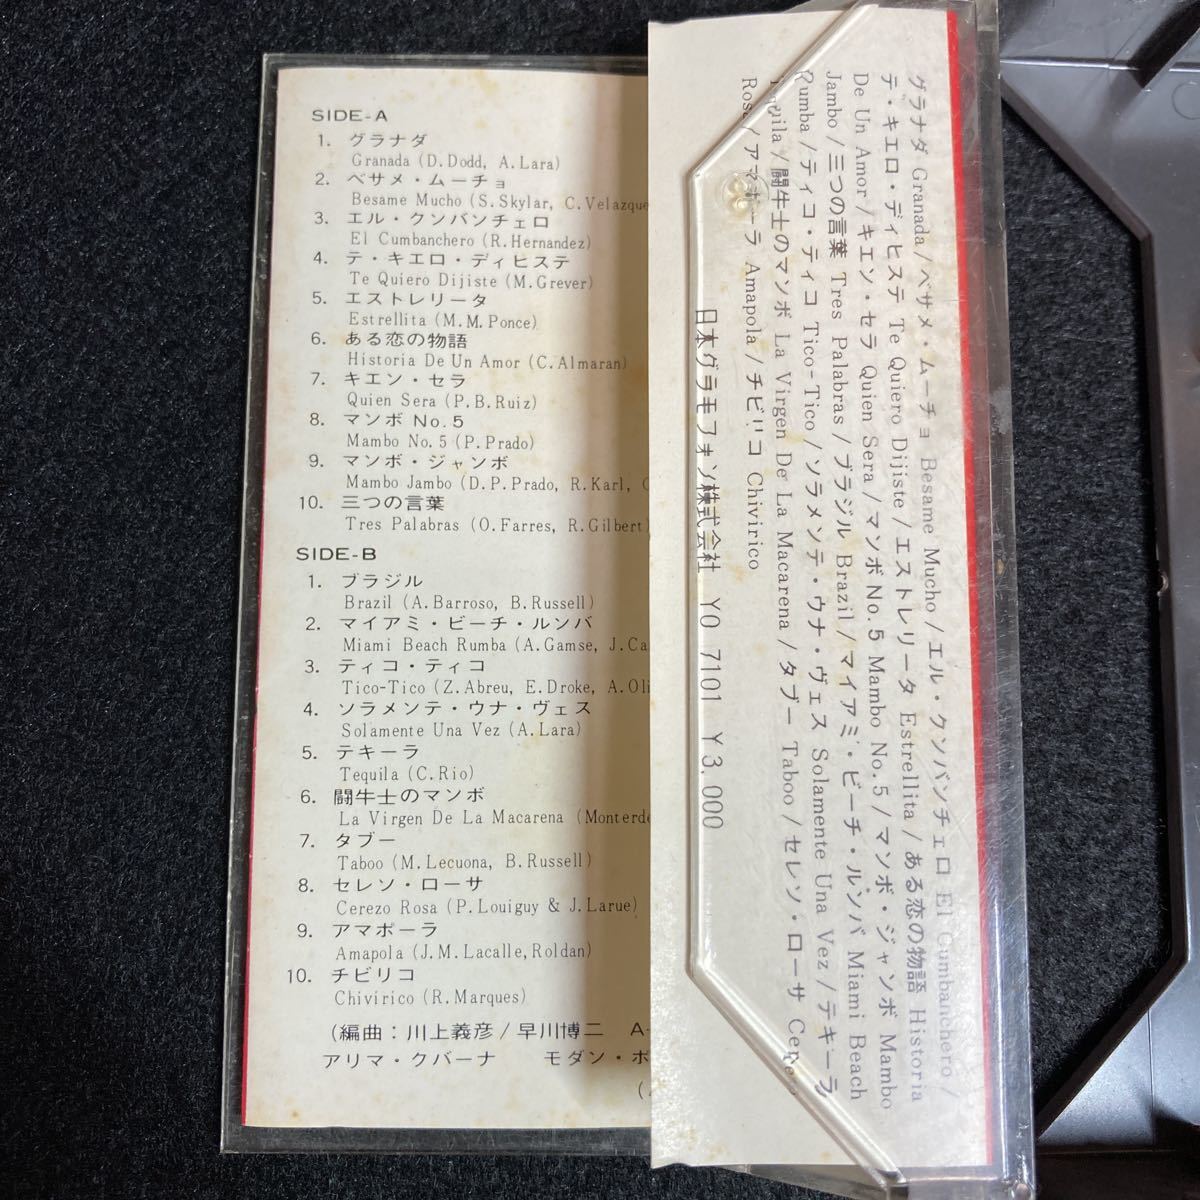 SIDE-A
1. グラナダ
Granada (D. Dodd, A. Lara)
2. ベサメ・ムーチョ
Besame Mucho (S. Skylar, C. Velazque
3. エル・クンバンチェロ
El Cumbanchero (R. Hernandez)
4. テ・キエロ・ディヒステ
Te Quiero Dijiste (M. Grever)
5. エストレリータ
Estrellita (M. M. Ponce)
6. ある恋の物語
Historia De Un Amor (C. Almaran)
7. キエン・セラ
Quien Sera (P. B. Ruiz)
8. マンボ No. 5
Mambo No. 5 (P. Prado)
9. マンボ・ジャンボ
Mambo Jambo (D. P. Prado, R. Karl,
10. 三つの言葉
Tres Palabras (O. Farres, R. Gilbert)
SIDE-B
1. ブラジル
Brazil (A. Barroso, B. Russell)
2. マイアミ・ビーチ・ルンバ
Miami Beach Rumba (A. Gamse, J. Ca
3. ティコ・ティコ
Tico-Tico (Z. Abreu, E. Droke, A. Oli
4. ソラメンテ・ウナ・ヴェス
Solamente Una Vez (A. Lara)
5. テキーラ
Tequila (C. Rio)
6. 闘牛士のマンボ
La Virgen De La Macarena (Monterde
7. タブー
Taboo (M. Lecuona, B. Russell)
8. セレソ・ローサ
Cerezo Rosa (P. Louiguy & J. Larue)
9. アマポーラ
Amapola (J. M. Lacalle, Roldan)
10. チビリコ
Chivirico (R. Marques)
(編曲：川上義彦/早川博二 A-
アリマ・クバーナ モダン・ポ
グラナダ Granada / ベサメ・ムーチョ Besame Mucho / エル・クンバンチェロ El Cumbanchero /
テ・キエロ・ディヒステ Te Quiero Dijiste / エストレリータ Estrellita / ある恋の物語 Historia
De Un Amor / キエン・セラ Quien Sera / マンボ No. 5 Mambo No. 5 / マンボ・ジャンボ Mambo
Jambo / 三つの言葉 Tres Palabras / ブラジル Brazil / マイアミ・ビーチ・ルンバ Miami Beach
Rumba / ティコ・ティコ Tico-Tico / ソラメンテ・ウナ・ヴェス Solamente Una Vez / テキーラ
Tequila / 闘牛士のマンボ La Virgen De La Macarena / タブー Taboo / セレソ・ローサ Cerezo
Rosa / アマポーラ Amapola / チビリコ Chivirico
日本グラモフォン株式会社 YO 7101 ¥3.000